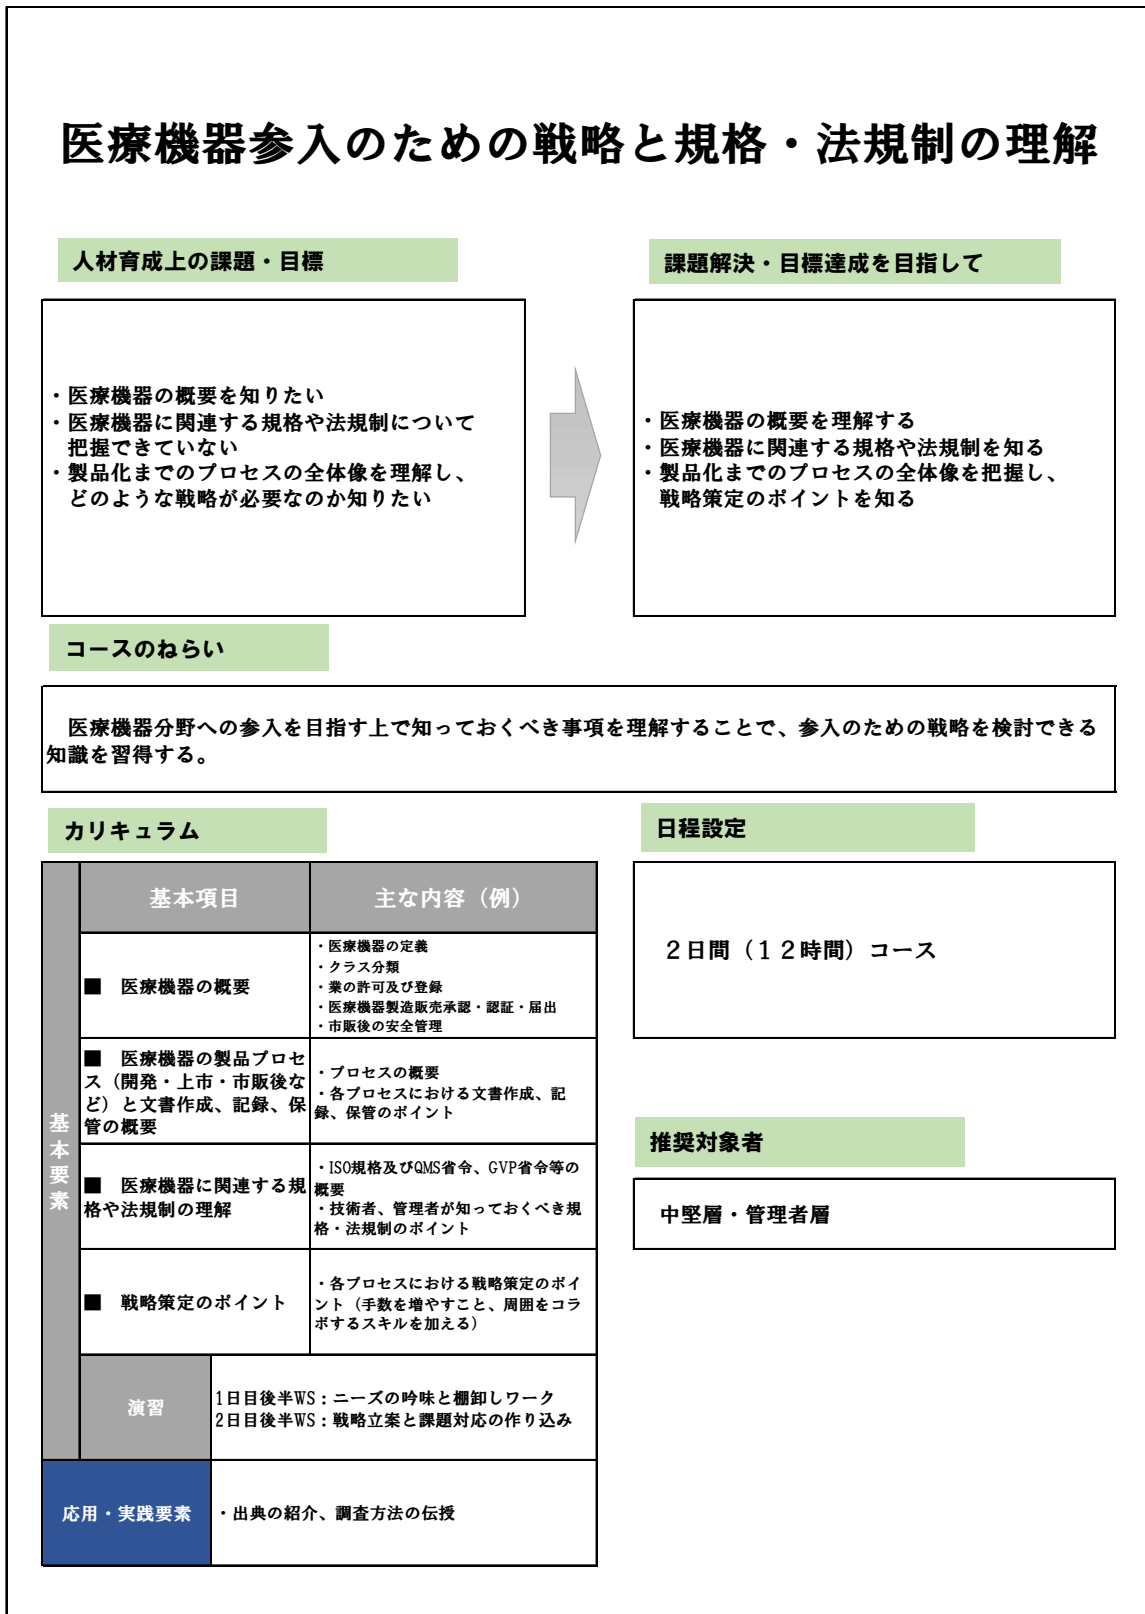 医療機器参入のための戦略と規格・法規制の理解
人材育成上の課題・目標
・医療機器の概要を知りたい
・医療機器に関連する規格や法規制について
把握できていない
・製品化までのプロセスの全体像を理解し、
どのような戦略が必要なのか知りたい
課題解決・目標達成を目指して
・医療機器の概要を理解する
・医療機器に関連する規格や法規制を知る
・製品化までのプロセスの全体像を把握し、
戦略策定のポイントを知る
コースのねらい
医療機器分野への参入を目指す上で知っておくべき事項を理解することで、参入のための戦略を検討できる
知識を習得する。
カリキュラム
基本要素
基本項目
主な内容（例）
■　医療機器の概要
・医療機器の定義
・クラス分類
・業の許可及び登録
・医療機器製造販売承認・認証・届出
・市販後の安全管理
■　医療機器の製品プロセ
ス（開発・上市・市販後な
ど）と文書作成、記録、保
管の概要
・プロセスの概要
・各プロセスにおける文書作成、記
録、保管のポイント
■　医療機器に関連する規
格や法規制の理解
・ISO規格及びQMS省令、GVP省令等の
概要
・技術者、管理者が知っておくべき規
格・法規制のポイント
■　戦略策定のポイント
・各プロセスにおける戦略策定のポイ
ント（手数を増やすこと、周囲をコラ
ボするスキルを加える）
演習
1日目後半WS：ニーズの吟味と棚卸しワーク
2日目後半WS：戦略立案と課題対応の作り込み
応用・実践要素
・出典の紹介、調査方法の伝授
日程設定
２日間（１２時間）コース
推奨対象者
中堅層・管理者層